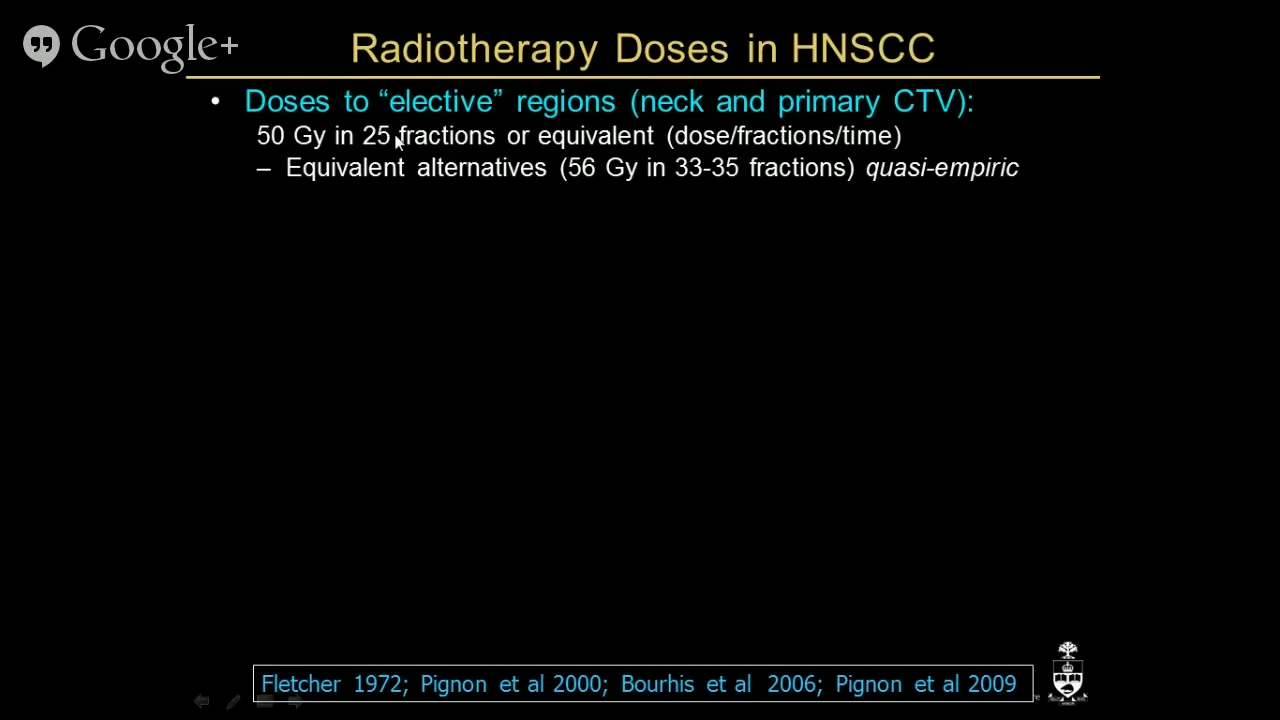 Google+
Radiotherapy Doses in HNSCC
• Doses to “elective” regions (neck and primary CTV):
50 Gy in 25 fractions or equivalent (dose/fractions/time)
– Equivalent alternatives (56 Gy in 33-35 fractions) quasi-empiric
Fletcher 1972; Pignon et al 2000; Bourhis et al 2006; Pignon et al 2009